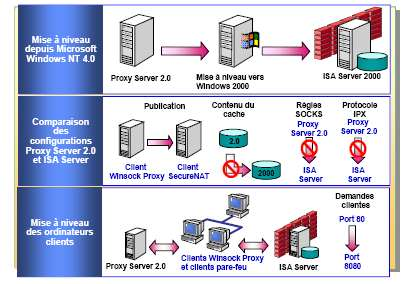 Mise à niveau
depuis Microsoft
Windows NT 4.0
Proxy Server 2.0
Mise à niveau vers
Windows 2000
ISA Server 2000
Comparaison
des
configurations
Proxy Server 2.0
et ISA Server
Publication
Client
Winsock Proxy
Client
SecureNAT
Contenu du
cache
2.0
2000
Règles
SOCKS
Proxy
Server 2.0
ISA
Server
Protocole
IPX
Proxy
Server 2.0
ISA
Server
Mise à niveau
des ordinateurs
clients
Proxy Server 2.0
Clients Winsock Proxy
et clients pare-feu
ISA Server
Demandes
clientes
Port 80
Port
8080